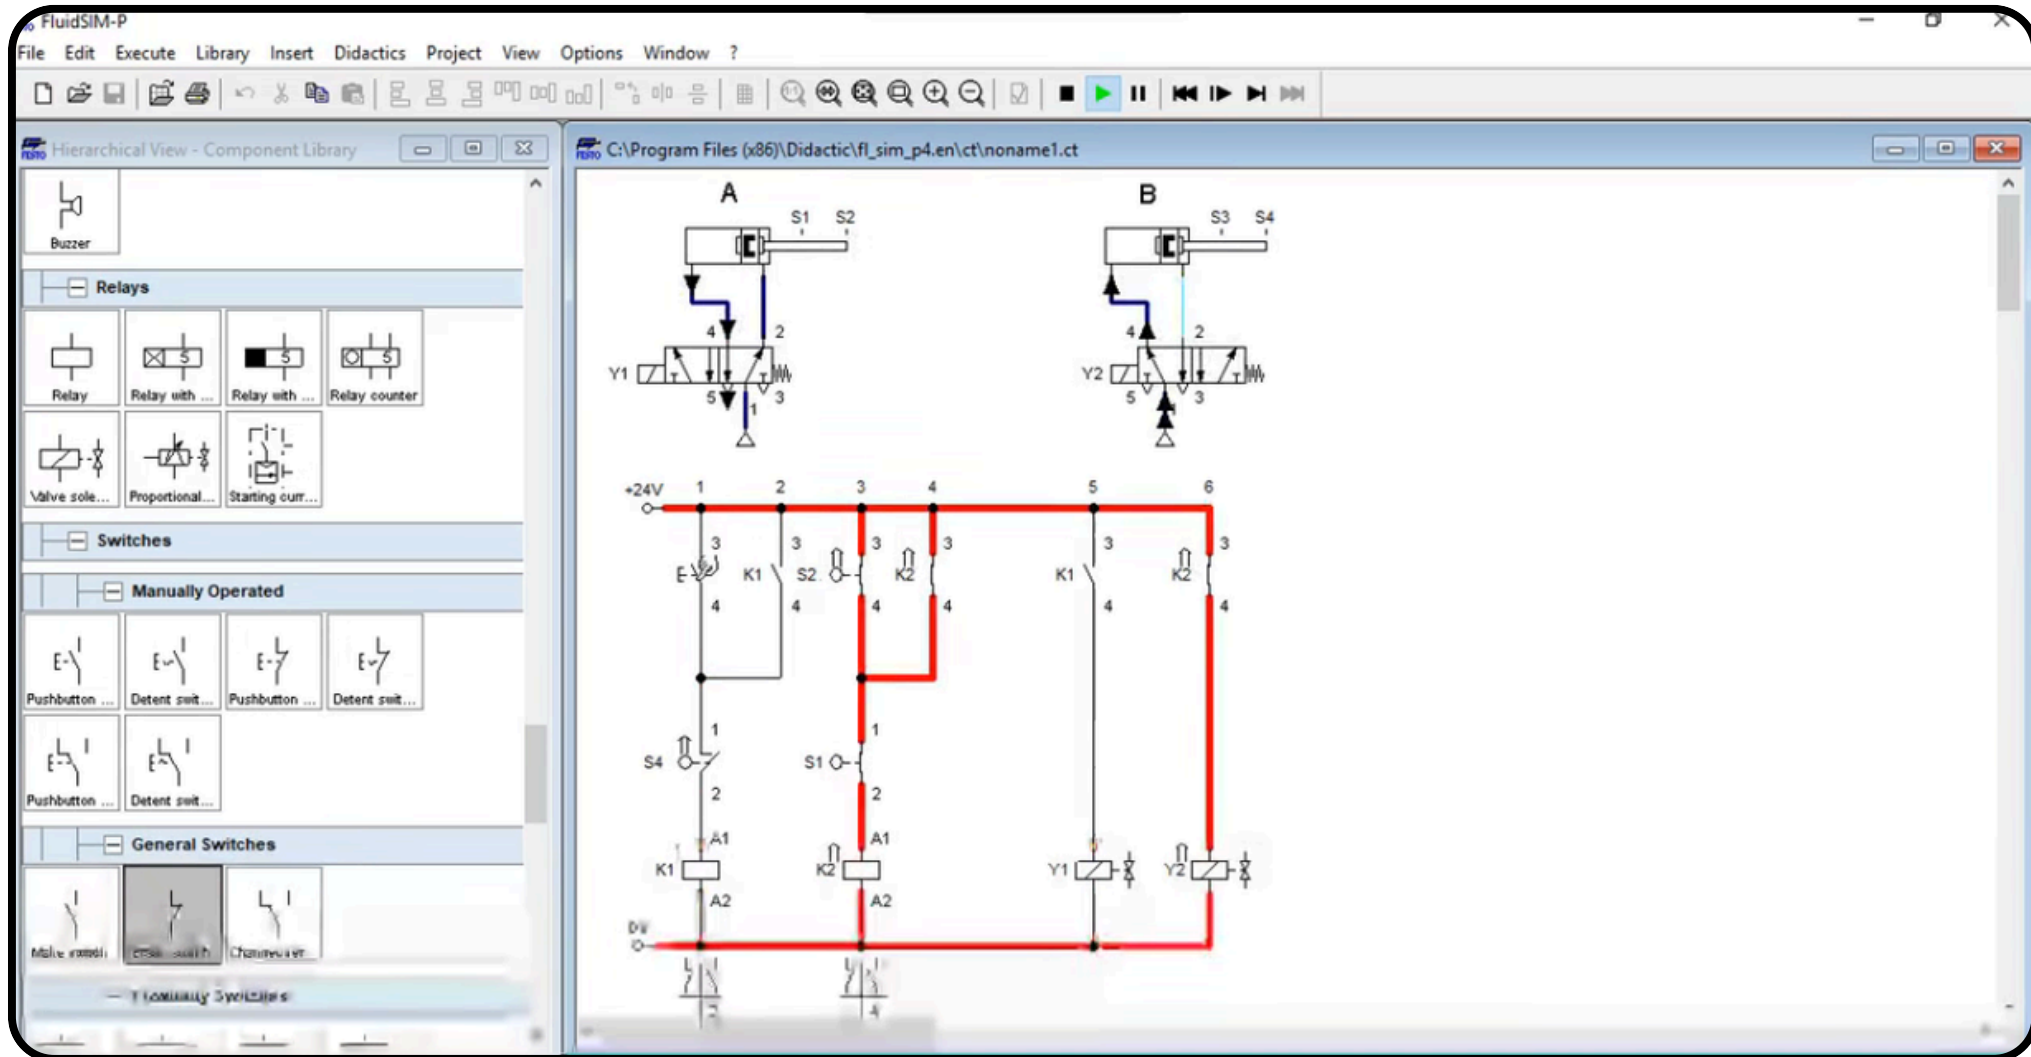 FluidSIM-P
File Edit Execute Library Insert Didactics Project View Options Window ?
Hierarchical View - Component Library
C:\Program Files (x86)\Didactic\fl_sim_p4.en\ct\noname1.ct
Buzzer
Relays
Relay Relay with ... Relay with ... Relay counter
Valve sole... Proportional... Starting curr...
Switches
Manually Operated
Pushbutton ... Detent swit... Pushbutton ... Detent swit...
Pushbutton ... Detent swit...
General Switches
A B
S1 S2 S3 S4
4 2 4 2
Y1 Y2
5 1 3 5 3
+24V 1 2 3 4 5 6
3 3 3 3 3 3
E K1 S2 K2 K1 K2
4 4 4 4 4 4
1 1
S4 S1
2 2
A1 A1
K1 K2 Y1 Y2
A2 A2